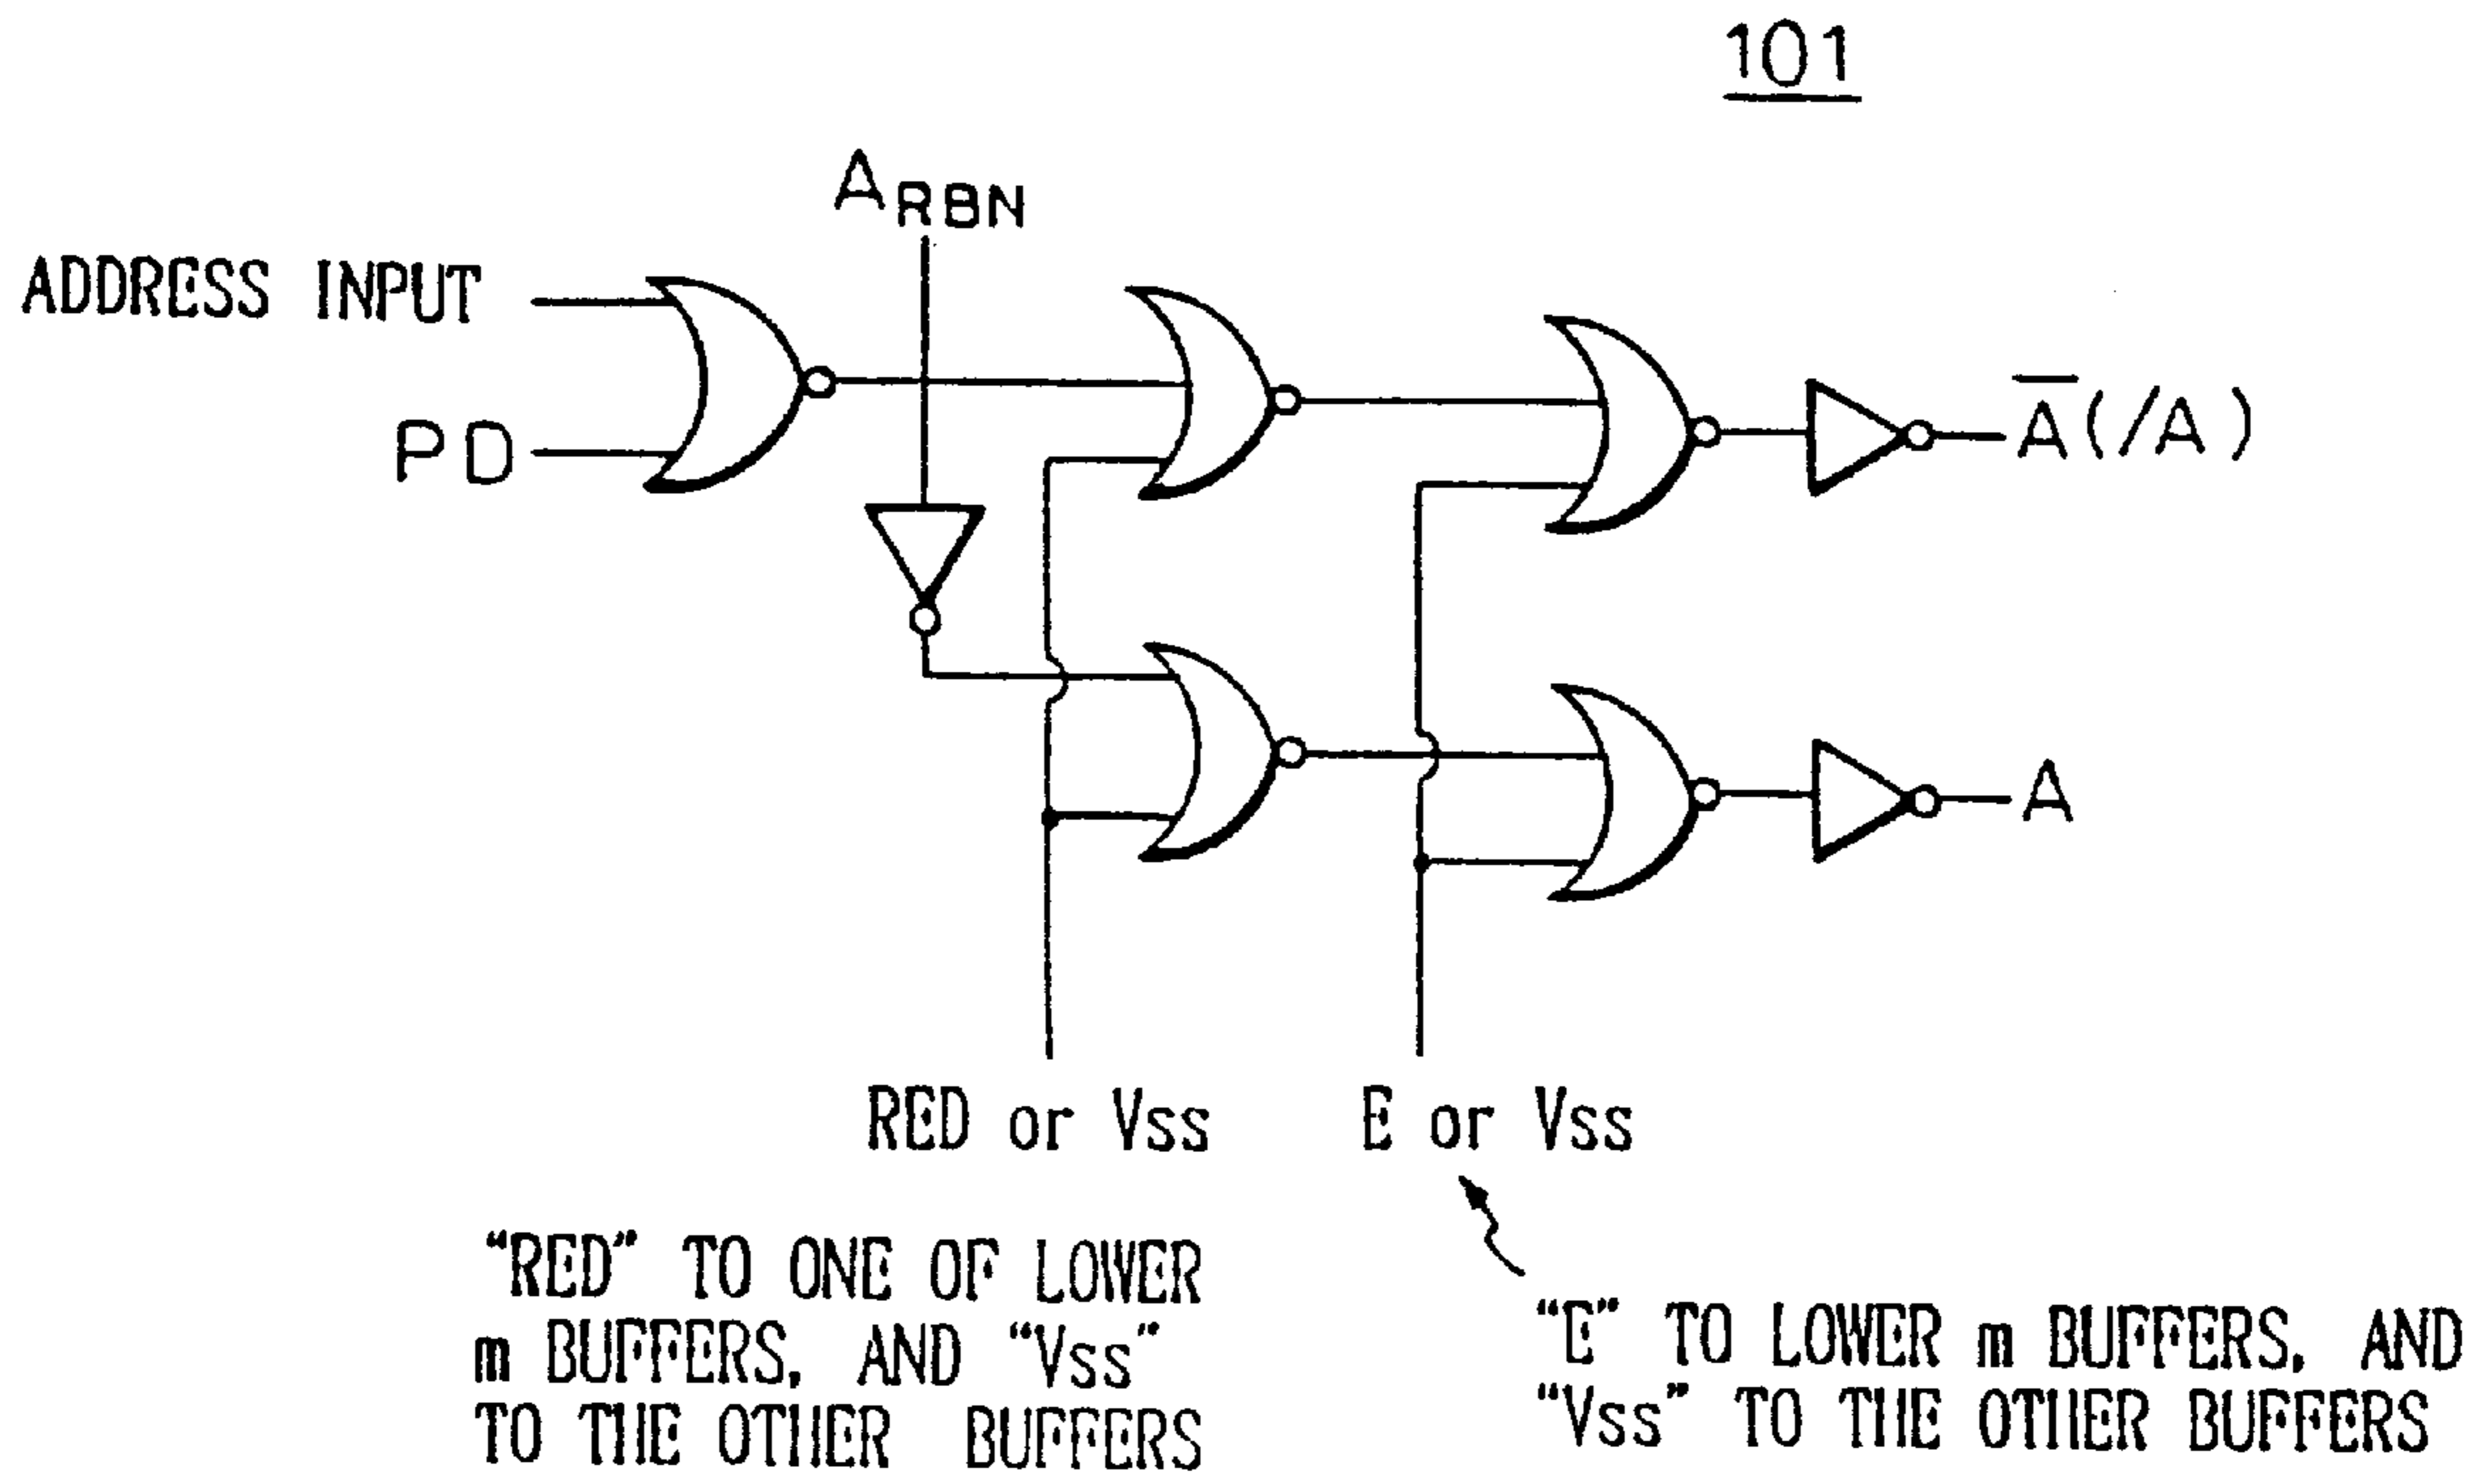 101
A_RBN
ADDRESS INPUT
PD
A̅(/A)
A
RED or Vss
E or Vss
“RED” TO ONE OF LOWER
m BUFFERS, AND “Vss”
TO THE OTHER BUFFERS
“E” TO LOWER m BUFFERS, AND
“Vss” TO THE OTHER BUFFERS